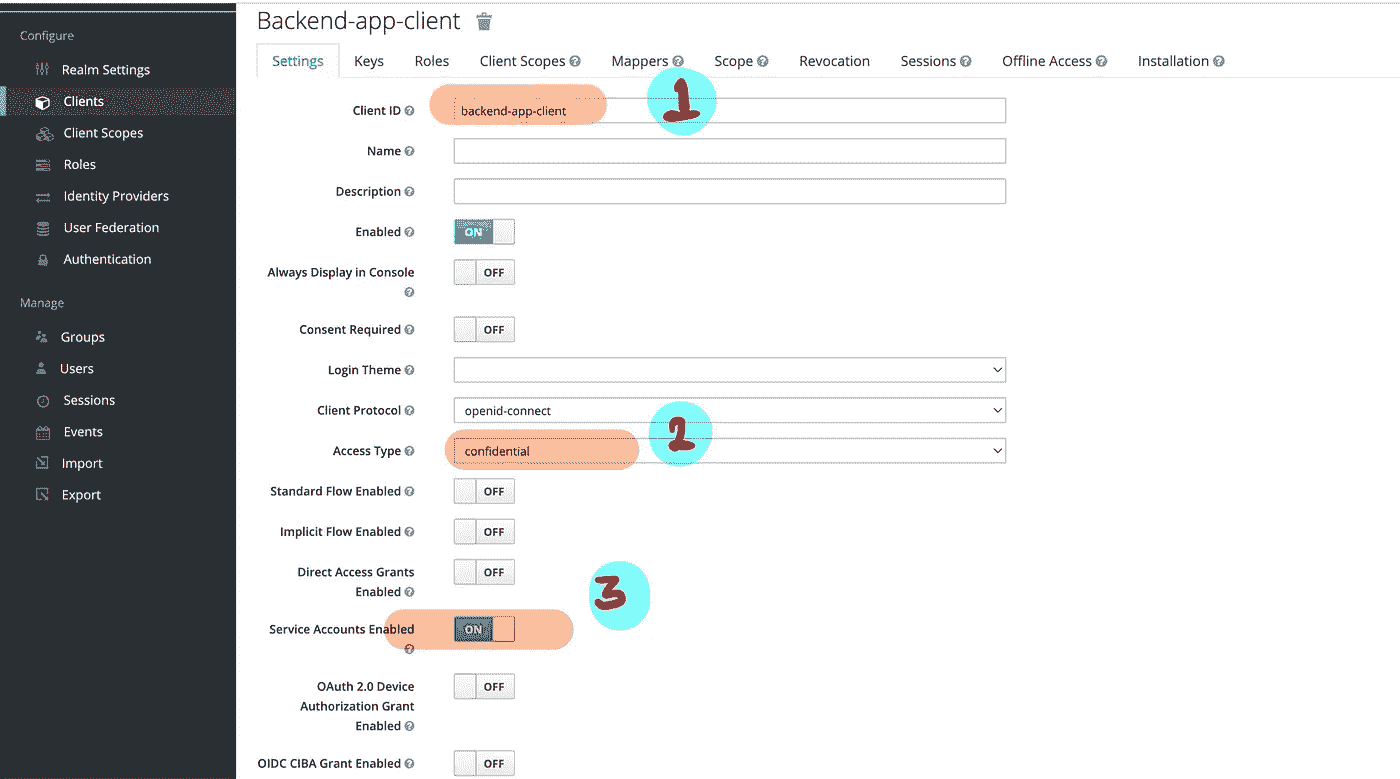 Configure
Realm Settings
Clients
Client Scopes
Roles
Identity Providers
User Federation
Authentication
Manage
Groups
Users
Sessions
Events
Import
Export
Backend-app-client
Settings Keys Roles Client Scopes Mappers Scope Revocation Sessions Offline Access Installation
1
Client ID backend-app-client
Name
Description
Enabled ON
Always Display in Console OFF
Consent Required OFF
Login Theme
Client Protocol openid-connect
2
Access Type confidential
Standard Flow Enabled OFF
Implicit Flow Enabled OFF
Direct Access Grants OFF
Enabled
3
Service Accounts Enabled ON
OAuth 2.0 Device OFF
Authorization Grant
Enabled
OIDC CIBA Grant Enabled OFF